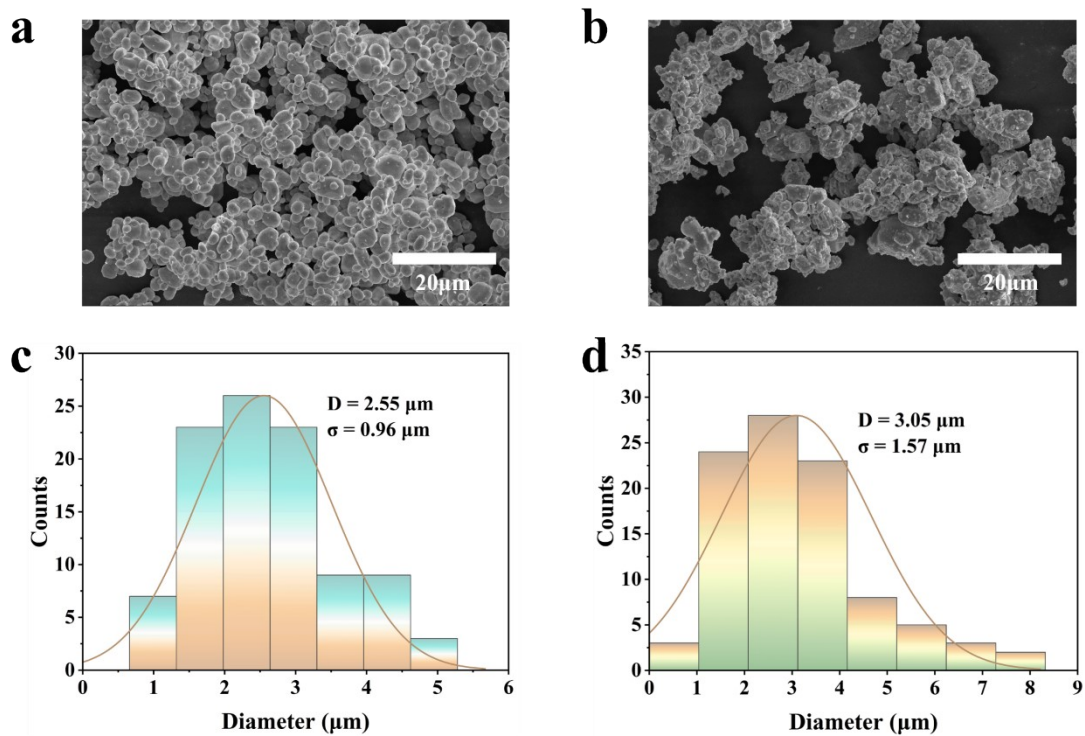 a
20μm
b
20μm
c
30
25
20
15
10
5
0
Counts
D = 2.55 μm
σ = 0.96 μm
0 1 2 3 4 5 6
Diameter (μm)
d
35
30
25
20
15
10
5
0
Counts
D = 3.05 μm
σ = 1.57 μm
0 1 2 3 4 5 6 7 8 9
Diameter (μm)